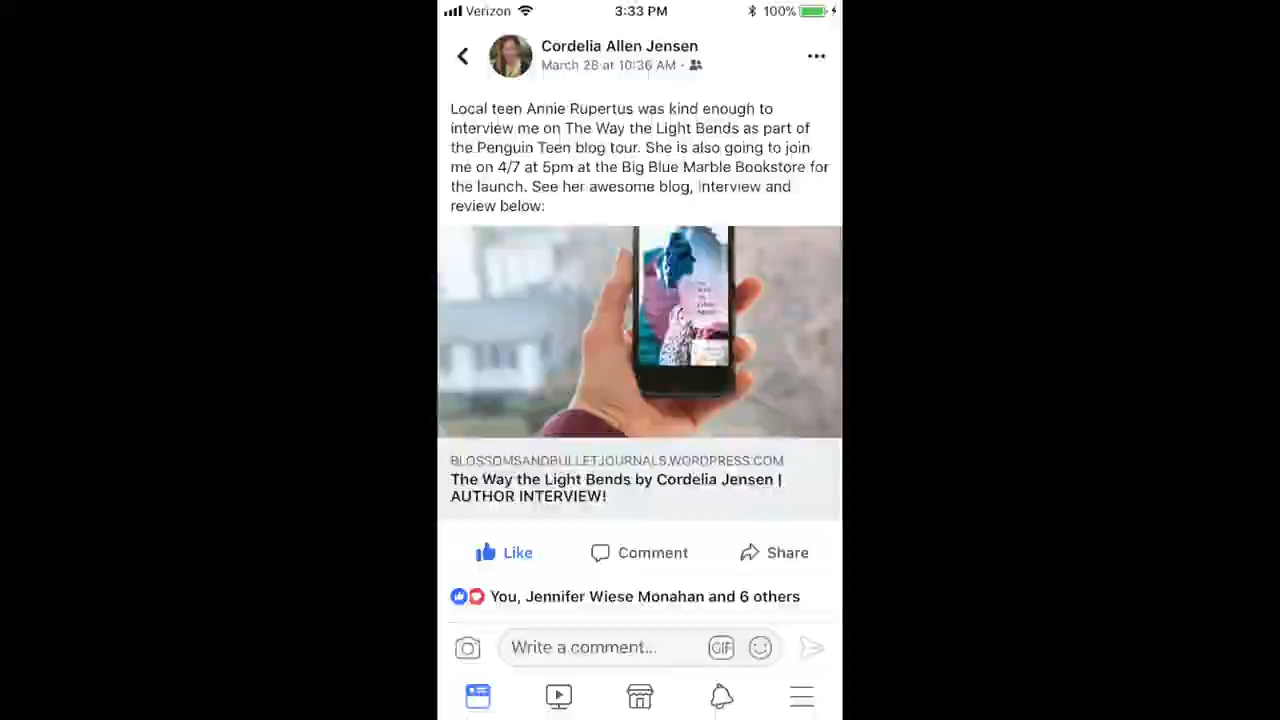 Verizon 3:33 PM 100%
Cordelia Allen Jensen
March 28 at 10:36 AM ·
Local teen Annie Rupertus was kind enough to
interview me on The Way the Light Bends as part of
the Penguin Teen blog tour. She is also going to join
me on 4/7 at 5pm at the Big Blue Marble Bookstore for
the launch. See her awesome blog, interview and
review below:
BLOSSOMSANDBULLETJOURNALS.WORDPRESS.COM
The Way the Light Bends by Cordelia Jensen |
AUTHOR INTERVIEW!
Like Comment Share
You, Jennifer Wiese Monahan and 6 others
Write a comment... GIF